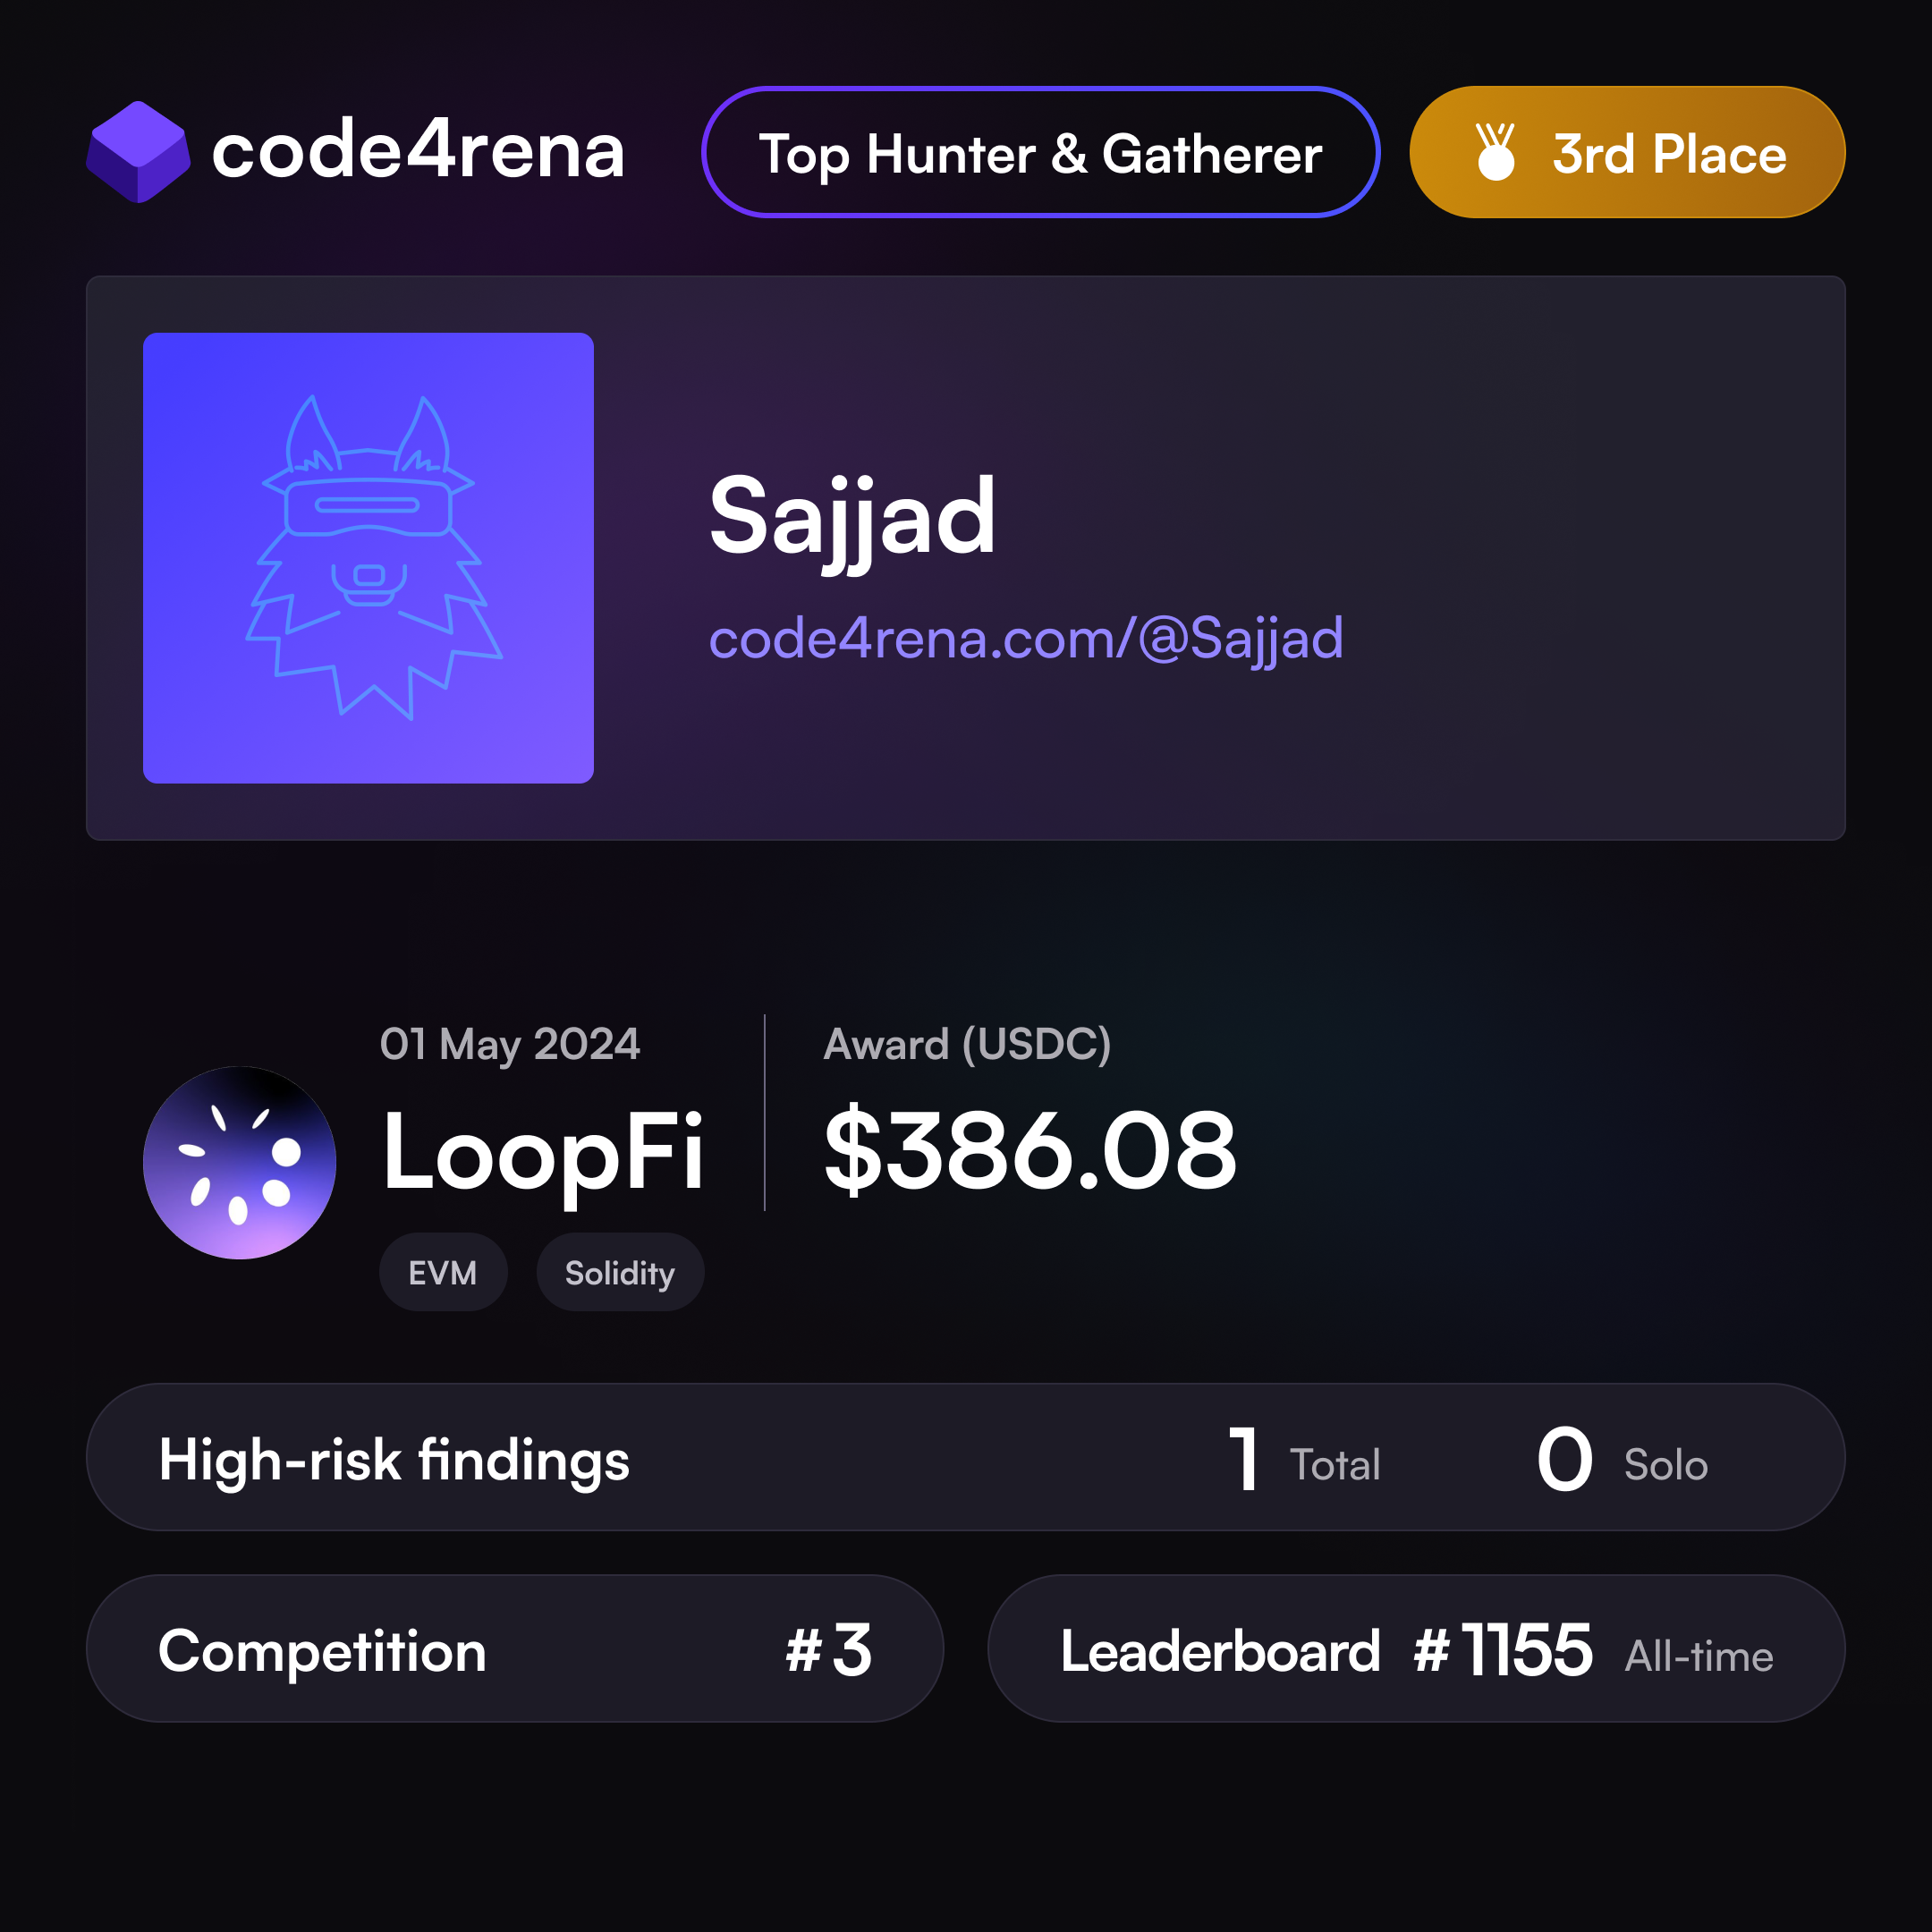 code4rena
Top Hunter & Gatherer
3rd Place
Sajjad
code4rena.com/@Sajjad
01 May 2024
LoopFi
EVM
Solidity
Award (USDC)
$386.08
High-risk findings 1 Total 0 Solo
Competition #3
Leaderboard #1155 All-time